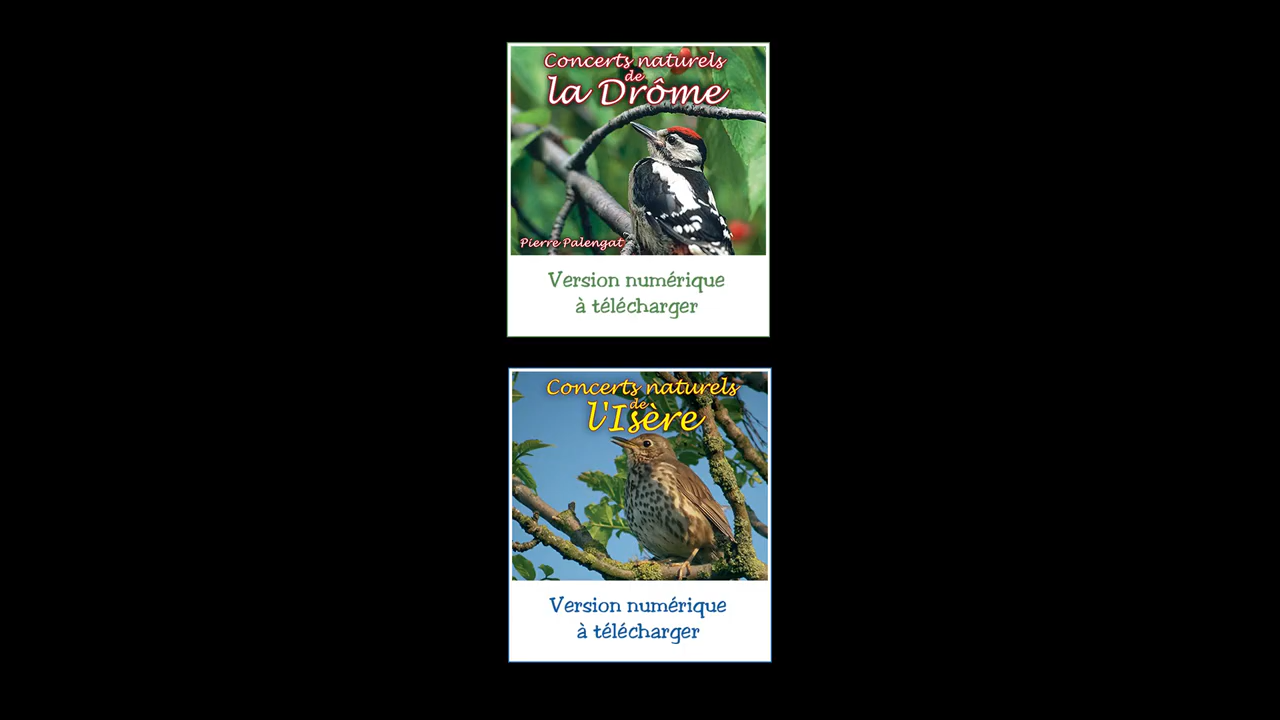 Concerts naturels
de
la Drôme
Pierre Palengat
Version numérique
à télécharger
Concerts naturels
de
l'Isère
Version numérique
à télécharger